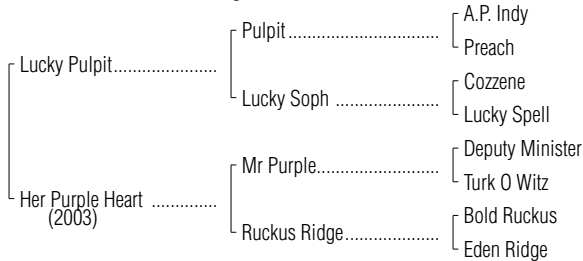 A.P. Indy
Pulpit
Preach
Lucky Pulpit
Cozzene
Lucky Soph
Lucky Spell
Deputy Minister
Mr Purple
Turk O Witz
Her Purple Heart
(2003)
Bold Ruckus
Ruckus Ridge
Eden Ridge